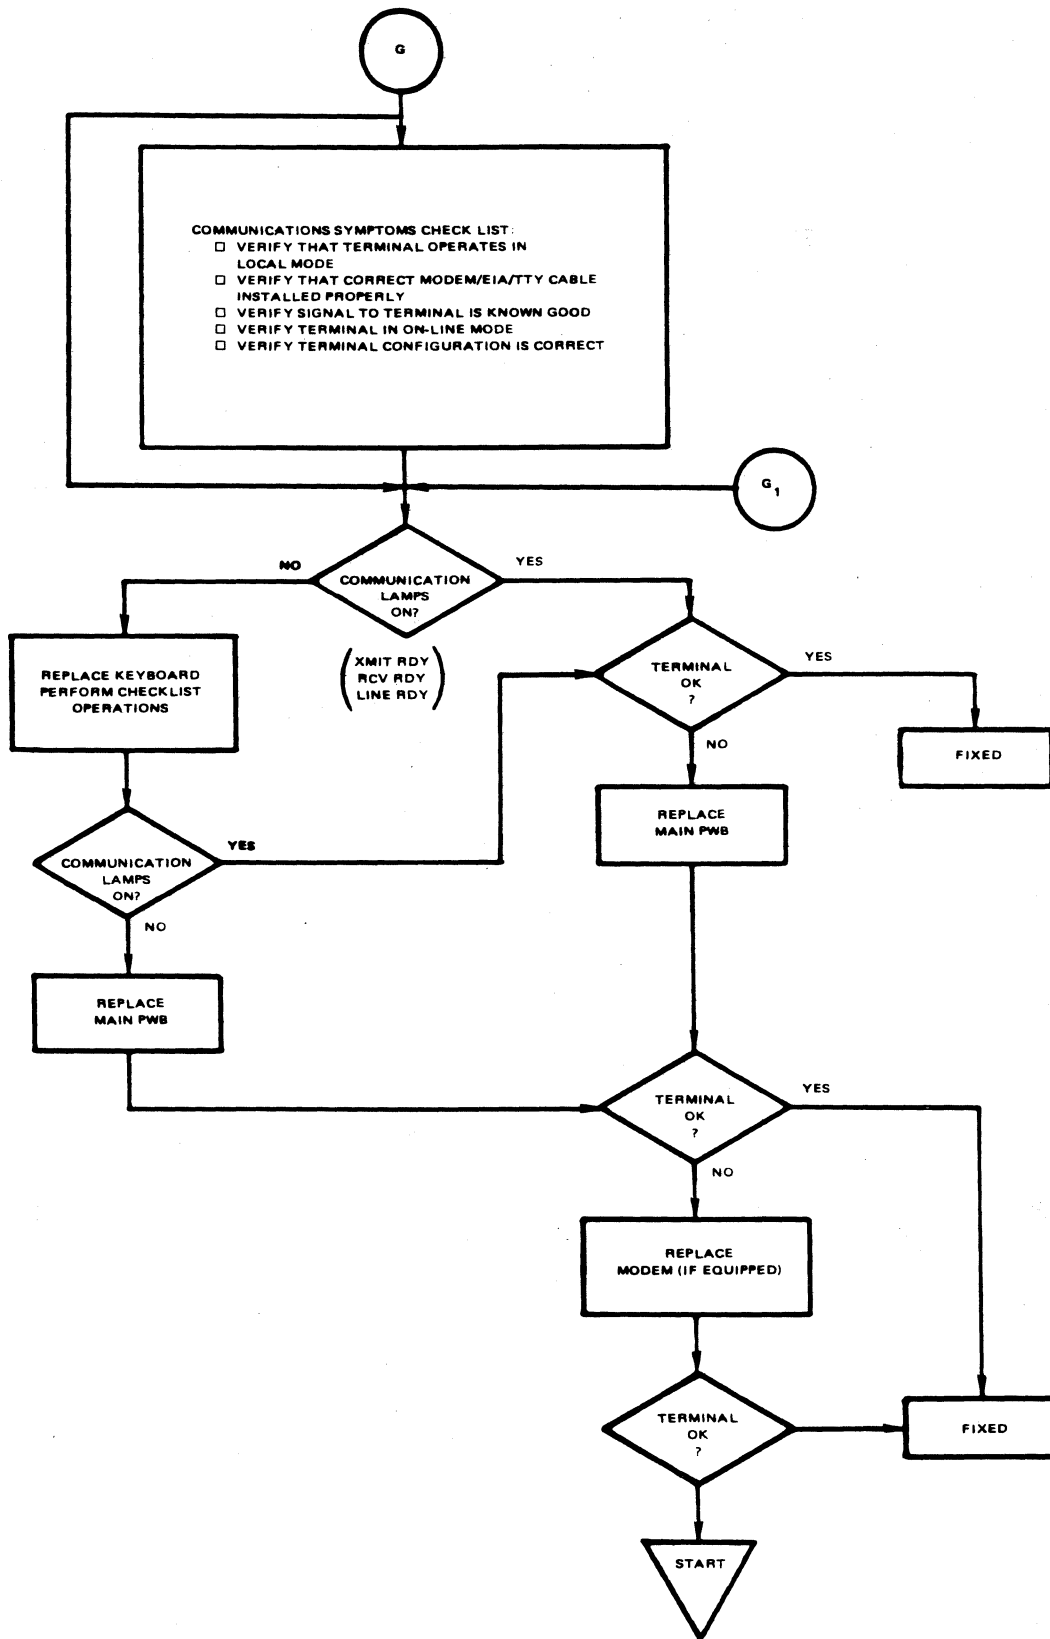 G
COMMUNICATIONS SYMPTOMS CHECK LIST:
□ VERIFY THAT TERMINAL OPERATES IN
LOCAL MODE
□ VERIFY THAT CORRECT MODEM/EIA/TTY CABLE
INSTALLED PROPERLY
□ VERIFY SIGNAL TO TERMINAL IS KNOWN GOOD
□ VERIFY TERMINAL IN ON-LINE MODE
□ VERIFY TERMINAL CONFIGURATION IS CORRECT
G1
NO
COMMUNICATION
LAMPS
ON?
YES
(XMIT RDY
RCV RDY
LINE RDY)
REPLACE KEYBOARD
PERFORM CHECKLIST
OPERATIONS
TERMINAL
OK
?
YES
NO
FIXED
REPLACE
MAIN PWB
COMMUNICATION
LAMPS
ON?
YES
NO
REPLACE
MAIN PWB
TERMINAL
OK
?
YES
NO
REPLACE
MODEM (IF EQUIPPED)
TERMINAL
OK
?
FIXED
START